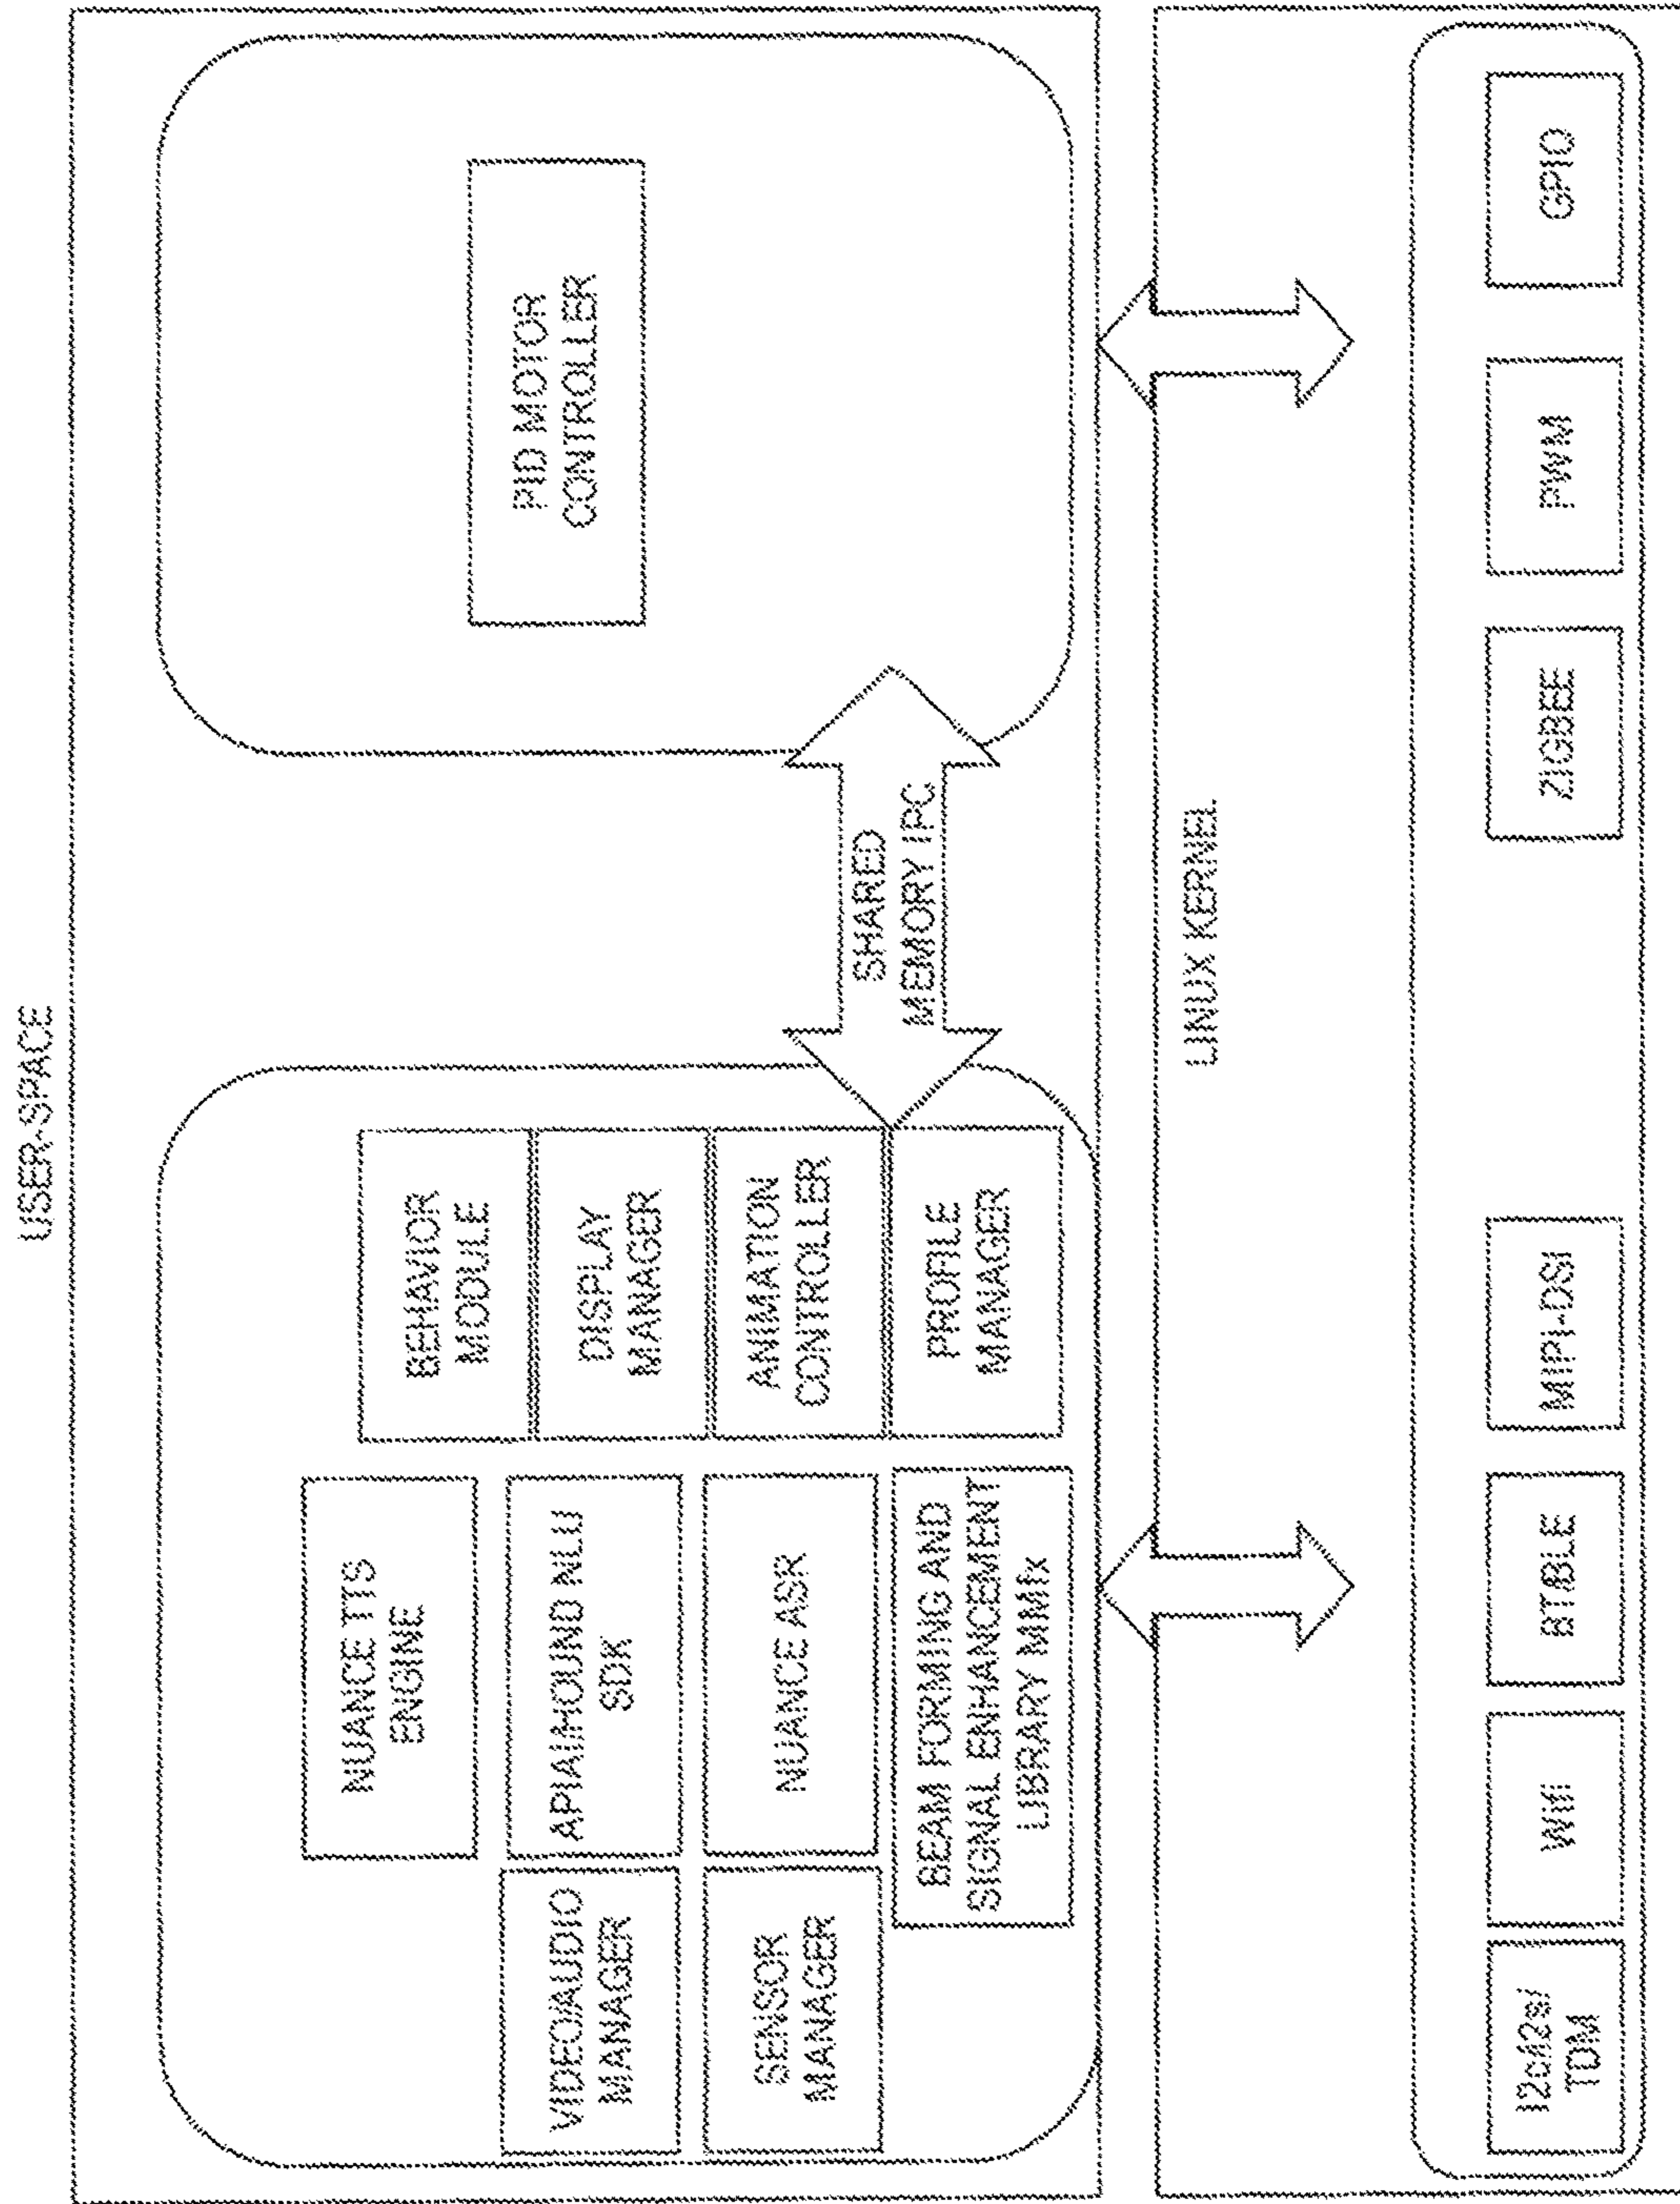 USER-SPACE
NUANCE TTS
ENGINE
BEHAVIOR
MODULE
VIDEO/AUDIO
MANAGER
APIAI/HOUND NLU
SDK
DISPLAY
MANAGER
PID MOTOR
CONTROLLER
SENSOR
MANAGER
NUANCE ASR
ANIMATION
CONTROLLER
BEAM FORMING AND
SIGNAL ENHANCEMENT
LIBRARY MMfx
PROFILE
MANAGER
SHARED
MEMORY IPC
LINUX KERNEL
I2c/i2s/
TDM
Wifi
BT/BLE
MIPI-DSI
ZIGBEE
PWM
GPIO